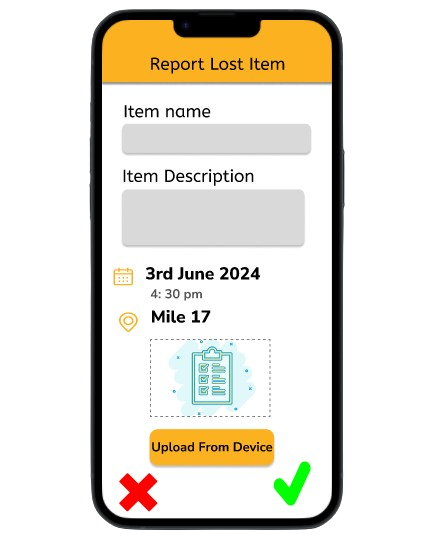 Report Lost Item
Item name
Item Description
3rd June 2024
4: 30 pm
Mile 17
Upload From Device